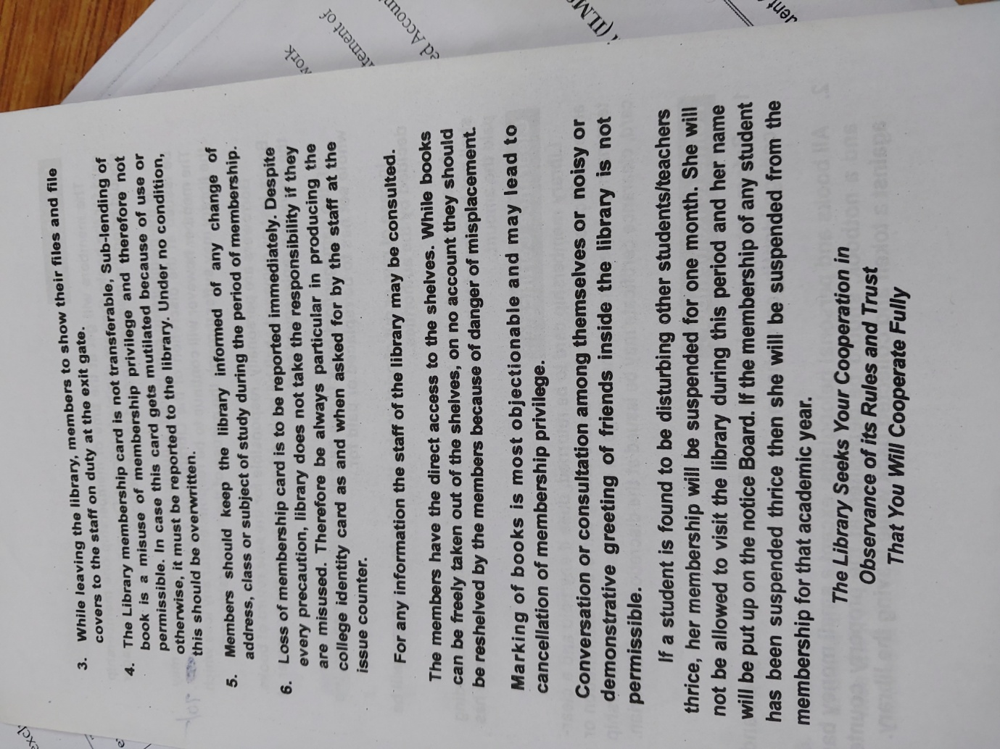 3. While leaving the library, members to show their files and file
covers to the staff on duty at the exit gate.
4. The Library membership card is not transferable, Sub-lending of
book is a misuse of membership privilege and therefore not
permissible. In case this card gets mutilated because of use or
otherwise, it must be reported to the library. Under no condition,
this should be overwritten.
5. Members should keep the library informed of any change of
address, class or subject of study during the period of membership.
6. Loss of membership card is to be reported immediately. Despite
every precaution, library does not take the responsibility if they
are misused. Therefore be always particular in producing the
college identity card as and when asked for by the staff at the
issue counter.
For any information the staff of the library may be consulted.
The members have the direct access to the shelves. While books
can be freely taken out of the shelves, on no account they should
be reshelved by the members because of danger of misplacement.
Marking of books is most objectionable and may lead to
cancellation of membership privilege.
Conversation or consultation among themselves or noisy or
demonstrative greeting of friends inside the library is not
permissible.
If a student is found to be disturbing other students/teachers
thrice, her membership will be suspended for one month. She will
not be allowed to visit the library during this period and her name
will be put up on the notice Board. If the membership of any student
has been suspended thrice then she will be suspended from the
membership for that academic year.
The Library Seeks Your Cooperation in
Observance of its Rules and Trust
That You Will Cooperate Fully
work
tement of
ed Accoun
(ILM